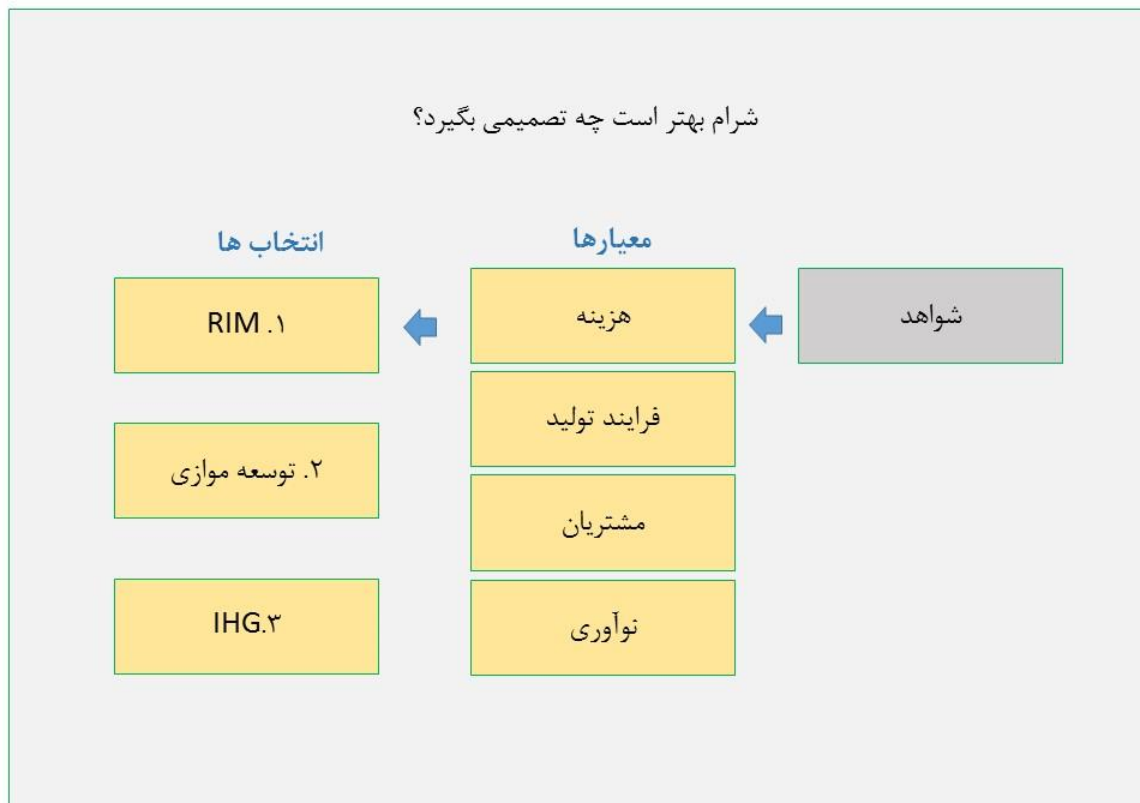 شرام بهتر است چه تصمیمی بگیرد؟
معیارها
انتخاب ها
شواهد
هزینه
۱. RIM
فرایند تولید
۲. توسعه موازی
مشتریان
نوآوری
۳.IHG